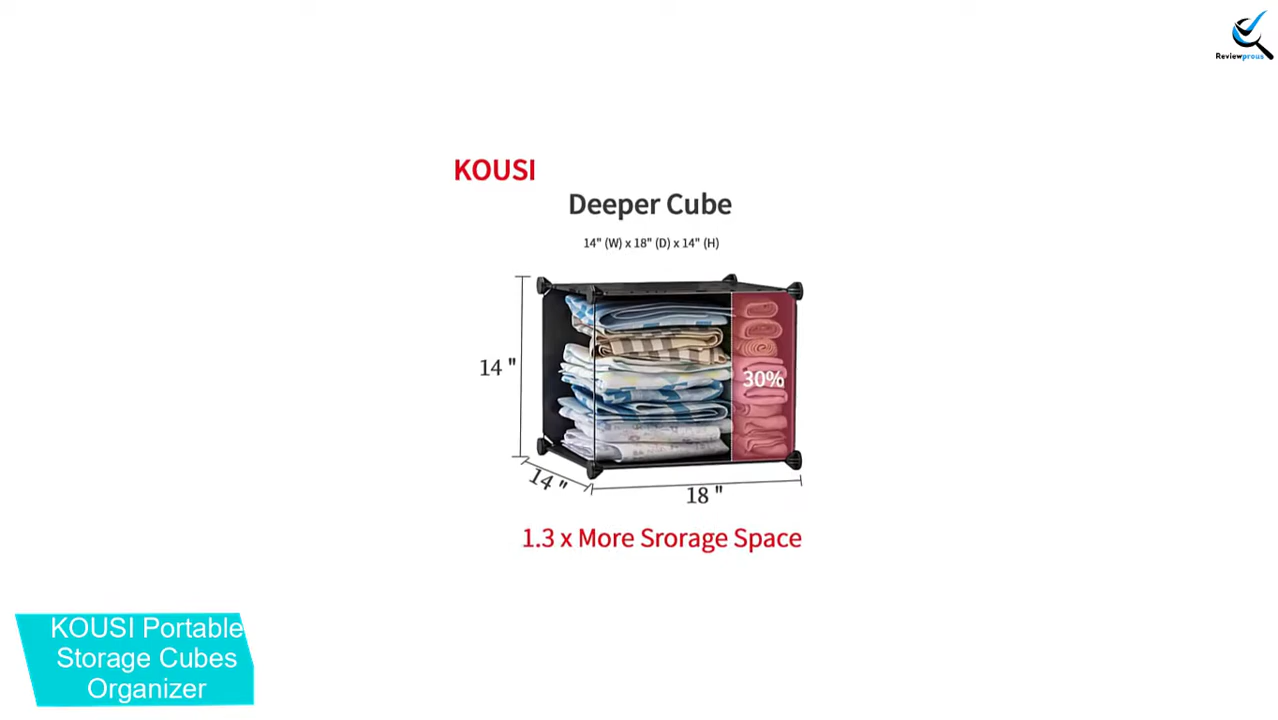 Reviewprous
KOUSI
Deeper Cube
14" (W) x 18" (D) x 14" (H)
14 "
30%
14 "
18 "
1.3 x More Srorage Space
KOUSI Portable
Storage Cubes
Organizer